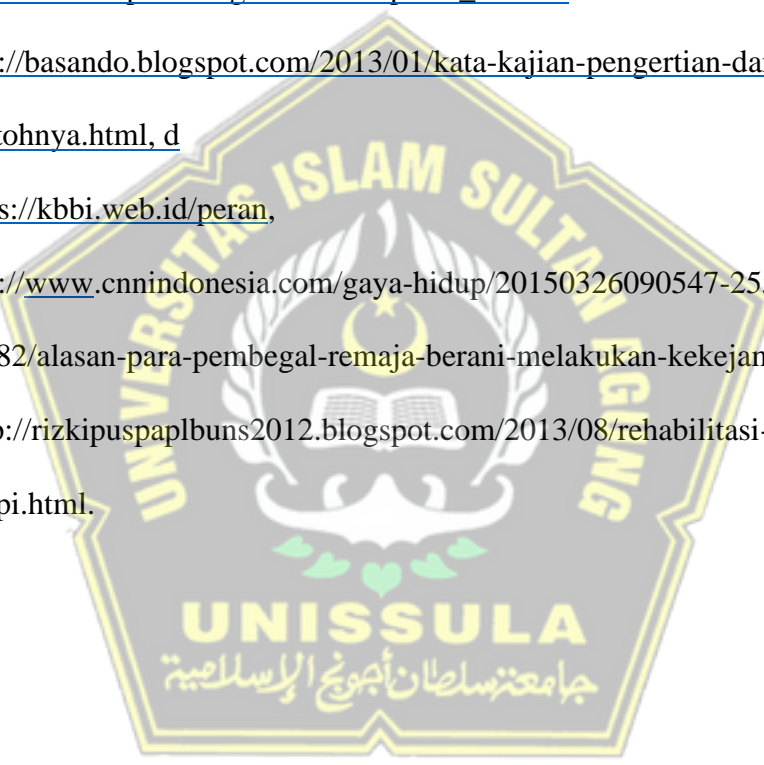 ://basando.blogspot.com/2013/01/kata-kajian-pengertian-da
tohnya.html, d
s://kbbi.web.id/peran,
://www.cnnindonesia.com/gaya-hidup/20150326090547-25
82/alasan-para-pembegal-remaja-berani-melakukan-kekejan
://rizkipuspaplbuns2012.blogspot.com/2013/08/rehabilitasi-
pi.html.
UNIVERSITAS ISLAM SULTAN AGUNG
UNISSULA
جامعة سلطان أجونج الإسلامية